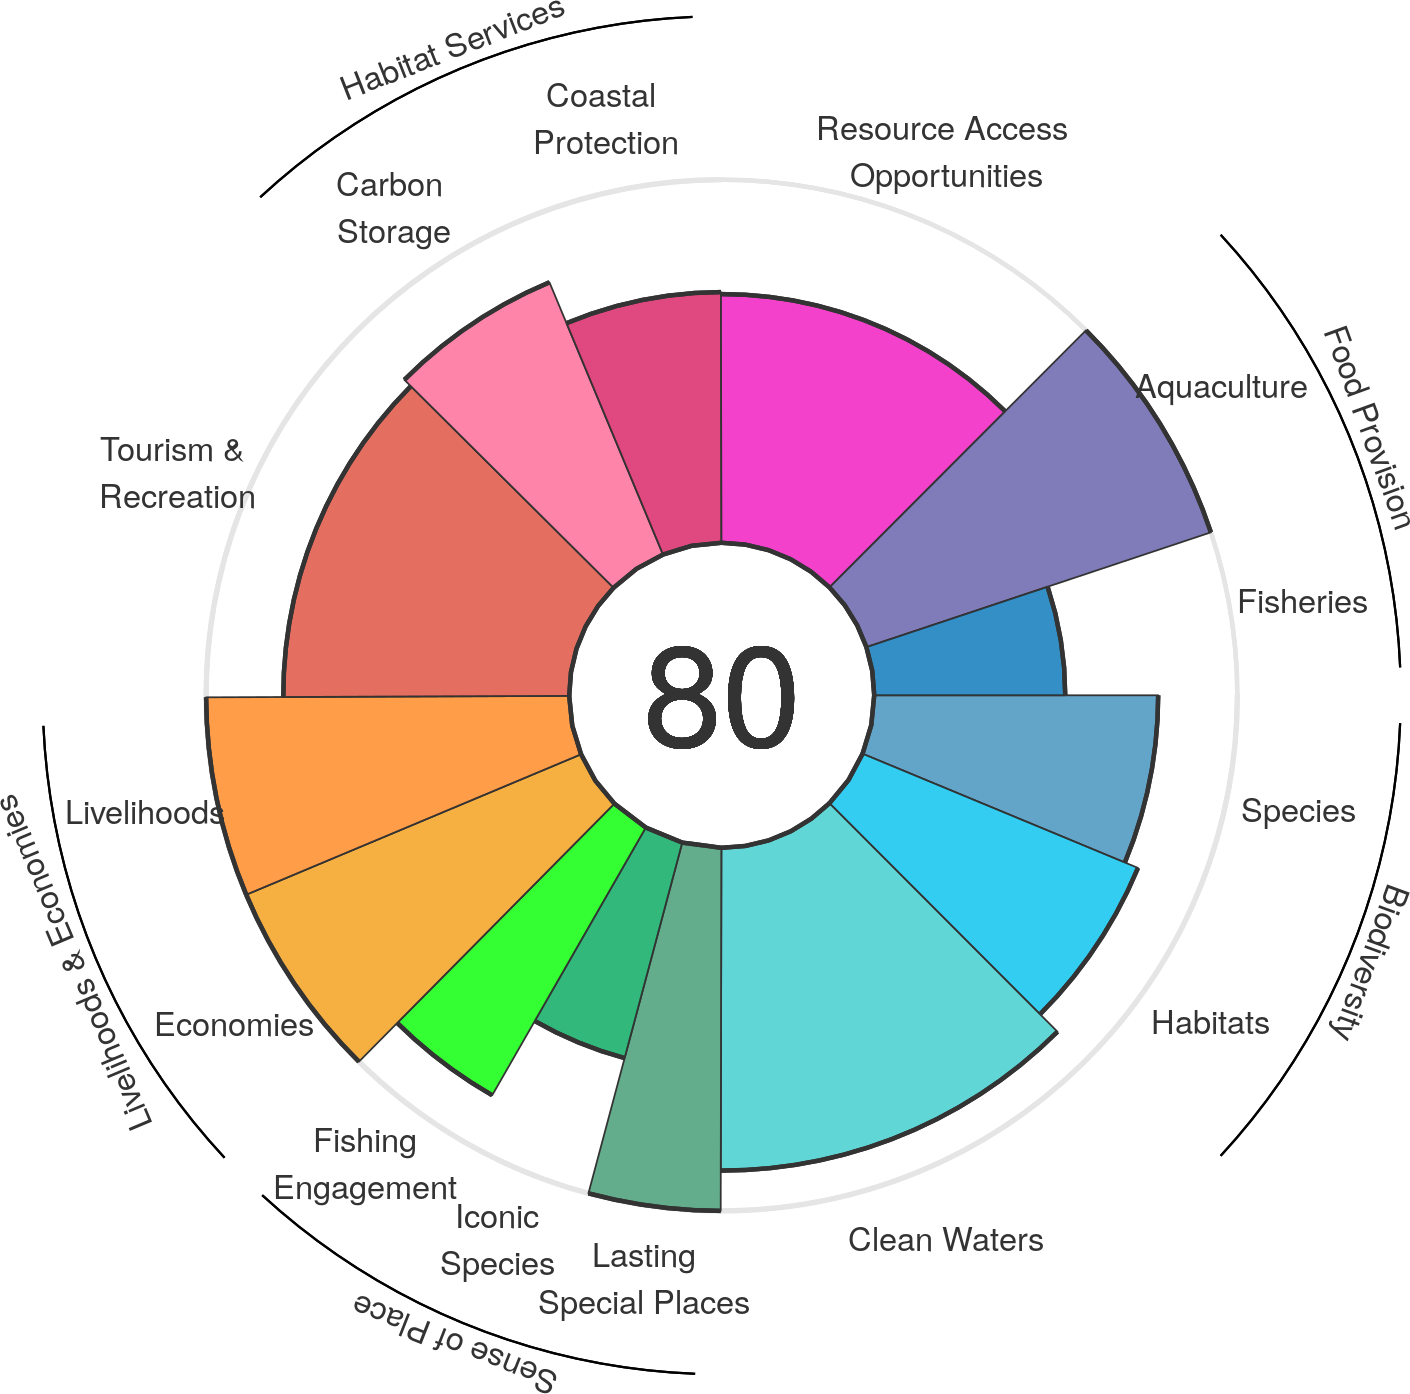 Habitat Services
Coastal
Protection
Resource Access
Opportunities
Carbon
Storage
Food Provision
Aquaculture
Tourism &
Recreation
Fisheries
80
Livelihoods
Species
Livelihoods & Economies
Biodiversity
Economies
Habitats
Fishing
Engagement
Iconic
Species
Clean Waters
Lasting
Special Places
Sense of Place